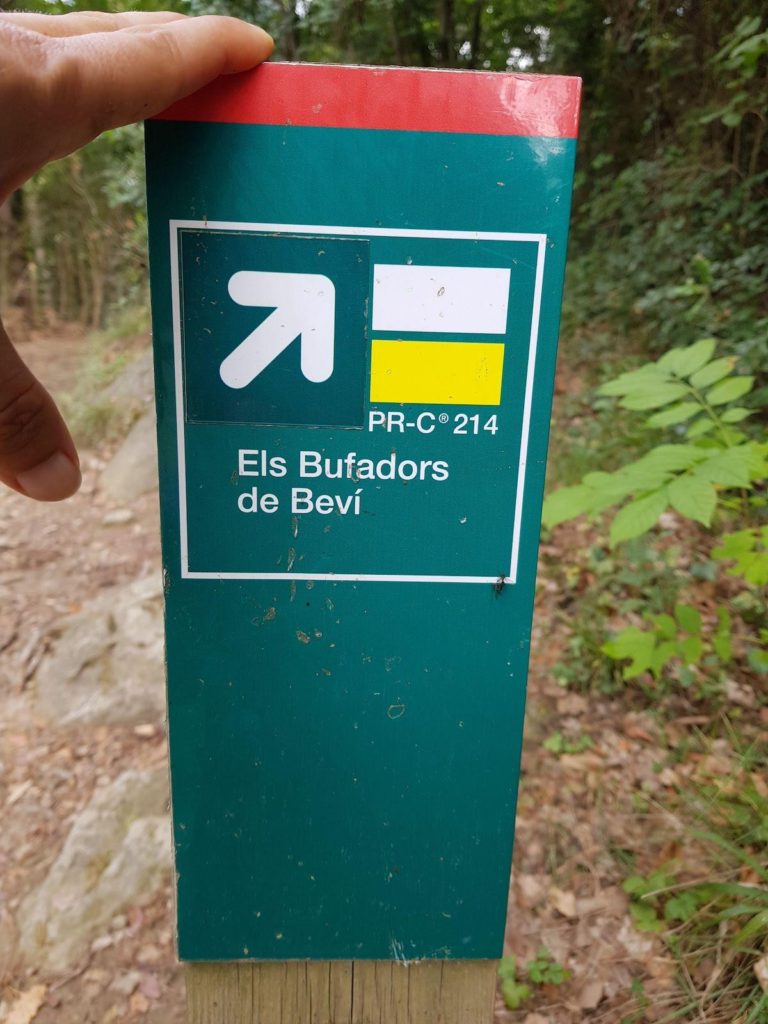 PR-C® 214
Els Bufadors
de Beví